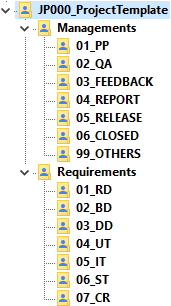 JP000_ProjectTemplate
Managements
01_PP
02_QA
03_FEEDBACK
04_REPORT
05_RELEASE
06_CLOSED
99_OTHERS
Requirements
01_RD
02_BD
03_DD
04_UT
05_IT
06_ST
07_CR